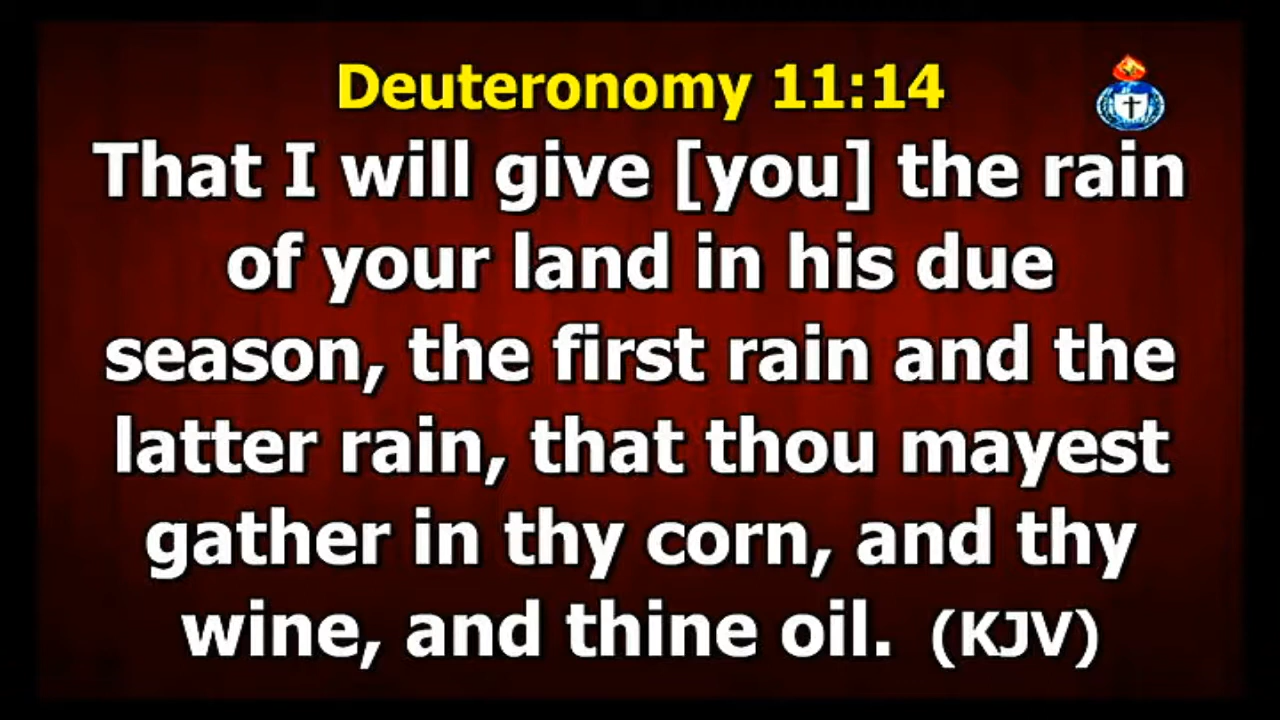 Deuteronomy 11:14
That I will give [you] the rain
of your land in his due
season, the first rain and the
latter rain, that thou mayest
gather in thy corn, and thy
wine, and thine oil. (KJV)